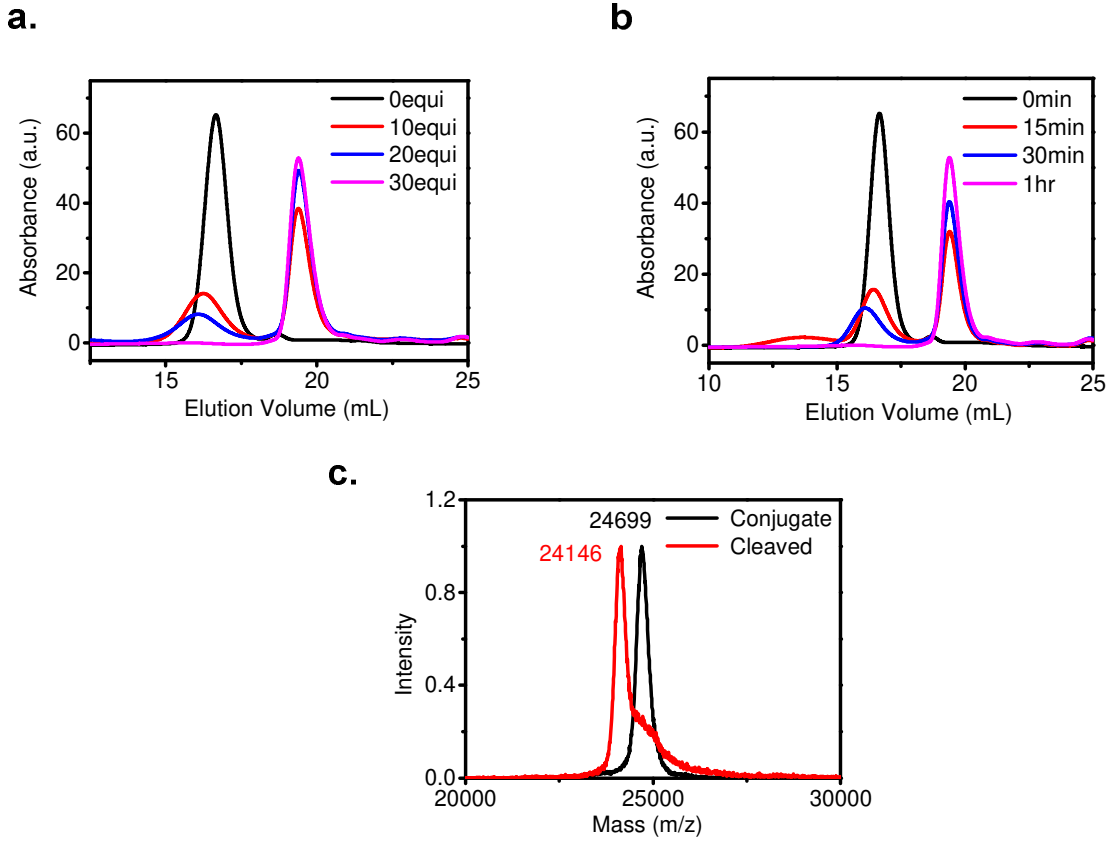 a.
0equi
10equi
20equi
30equi
Absorbance (a.u.)
60
40
20
0
15
20
25
Elution Volume (mL)
b
0min
15min
30min
1hr
Absorbance (a.u.)
60
40
20
0
10
15
20
25
Elution Volume (mL)
c.
24699
24146
Conjugate
Cleaved
Intensity
1.2
0.8
0.4
0.0
20000
25000
30000
Mass (m/z)